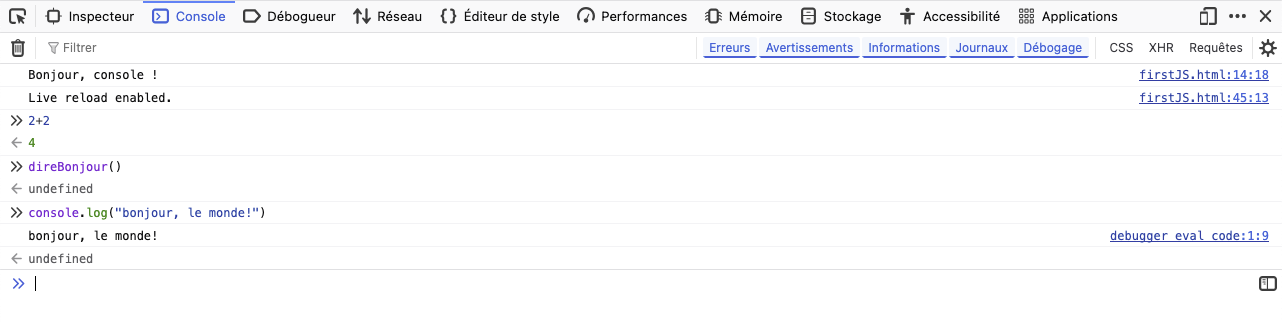 Inspecteur Console Débogueur Réseau Éditeur de style Performances Mémoire Stockage Accessibilité Applications
Filtrer Erreurs Avertissements Informations Journaux Débogage CSS XHR Requêtes
Bonjour, console ! firstJS.html:14:18
Live reload enabled. firstJS.html:45:13
2+2
4
direBonjour()
undefined
console.log("bonjour, le monde!")
bonjour, le monde! debugger eval code:1:9
undefined